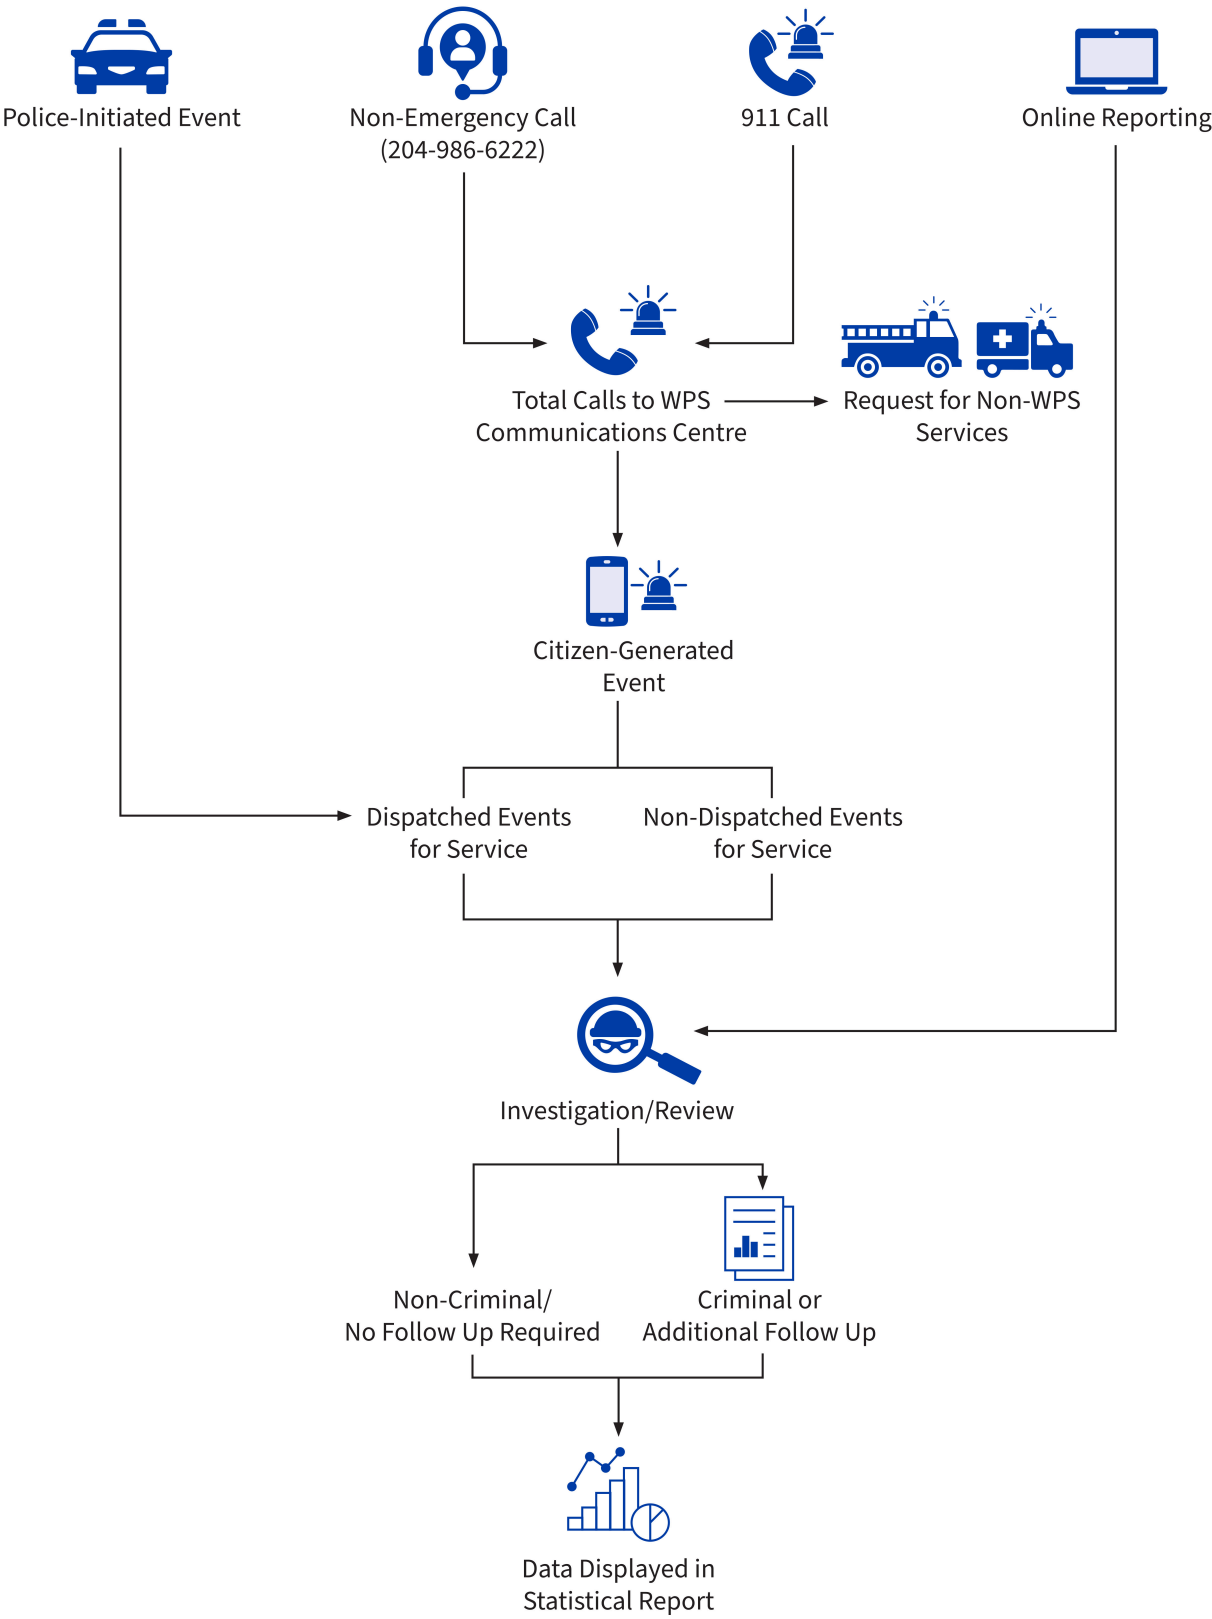 Police-Initiated Event
Non-Emergency Call
(204-986-6222)
911 Call
Online Reporting
Total Calls to WPS
Communications Centre
Request for Non-WPS
Services
Citizen-Generated
Event
Dispatched Events
for Service
Non-Dispatched Events
for Service
Investigation/Review
Non-Criminal/
No Follow Up Required
Criminal or
Additional Follow Up
Data Displayed in
Statistical Report